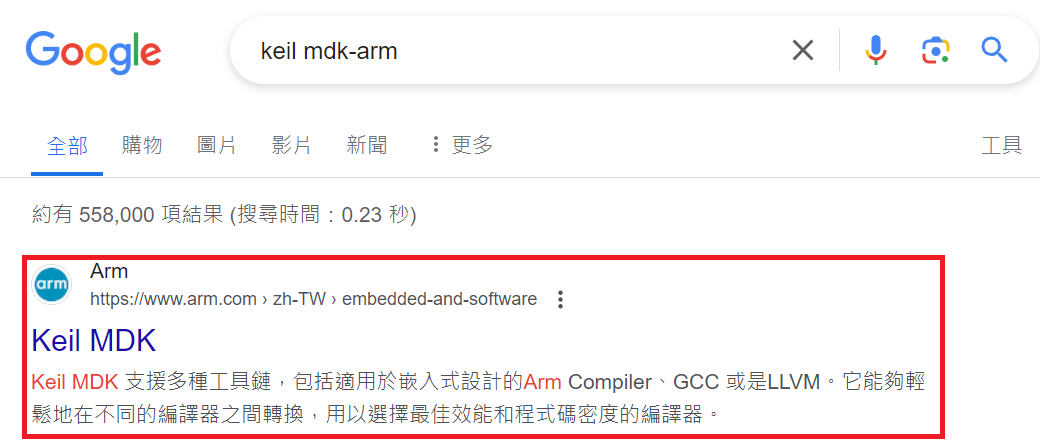 Google
keil mdk-arm
全部 購物 圖片 影片 新聞 更多 工具
約有 558,000 項結果 (搜尋時間：0.23 秒)
arm
Arm
https://www.arm.com › zh-TW › embedded-and-software
Keil MDK
Keil MDK 支援多種工具鏈，包括適用於嵌入式設計的Arm Compiler、GCC 或是LLVM。它能夠輕
鬆地在不同的編譯器之間轉換，用以選擇最佳效能和程式碼密度的編譯器。